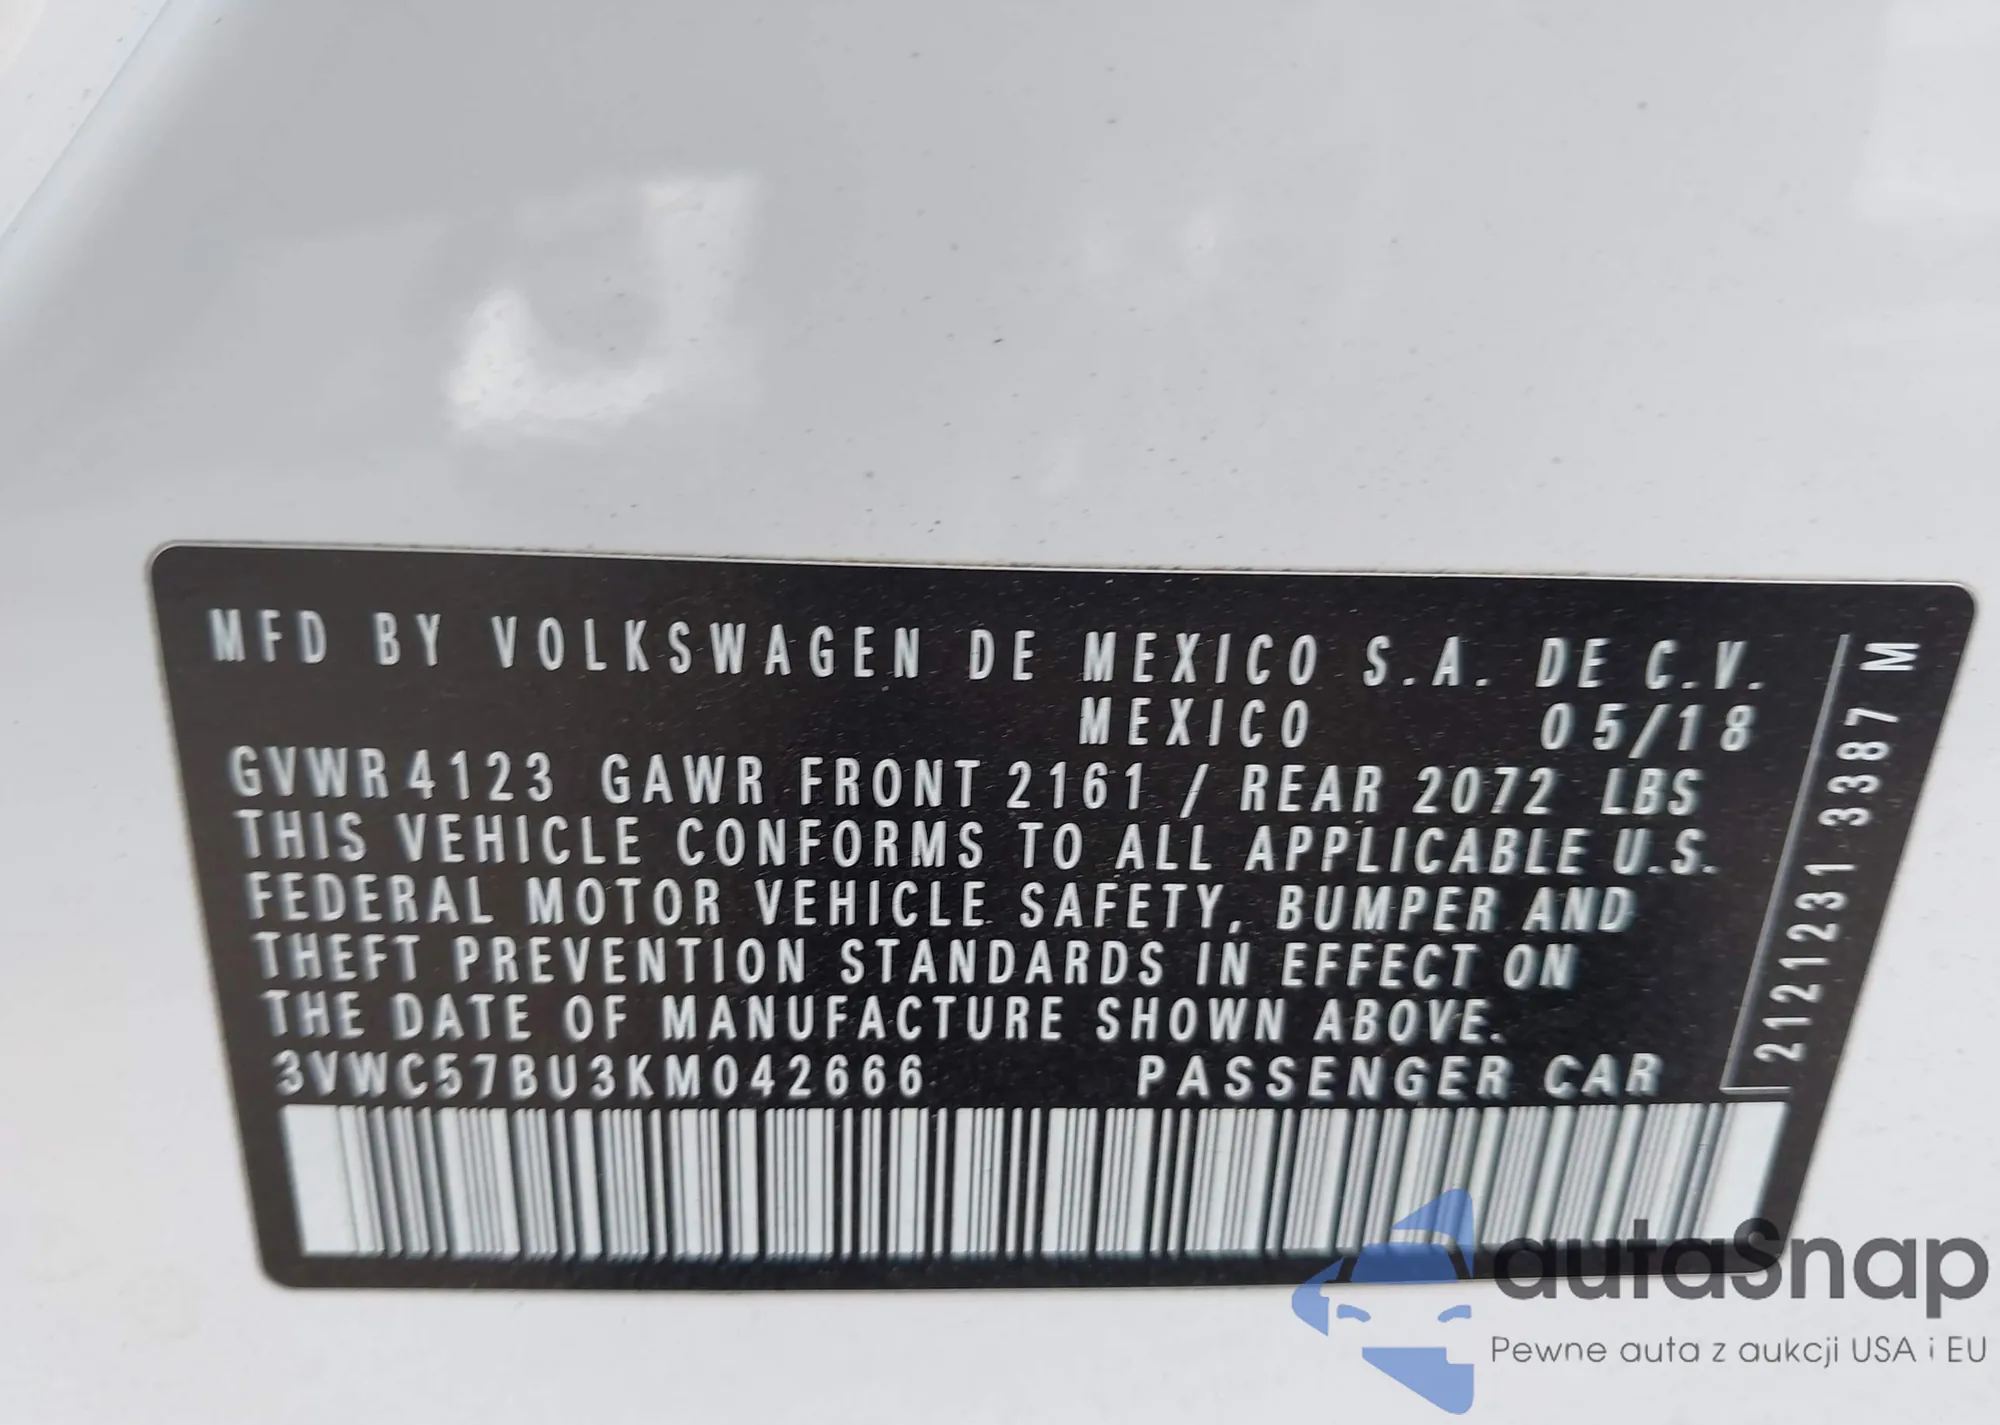 MFD BY VOLKSWAGEN DE MEXICO S.A. DE C.V.
MEXICO 05/18
GVWR 4123 GAWR FRONT 2161 / REAR 2072 LBS
THIS VEHICLE CONFORMS TO ALL APPLICABLE U.S.
FEDERAL MOTOR VEHICLE SAFETY, BUMPER AND
THEFT PREVENTION STANDARDS IN EFFECT ON
THE DATE OF MANUFACTURE SHOWN ABOVE.
3VWC57BU3KM042666 PASSENGER CAR
2121231 3387 M
autaSnap
Pewne auta z aukcji USA i EU